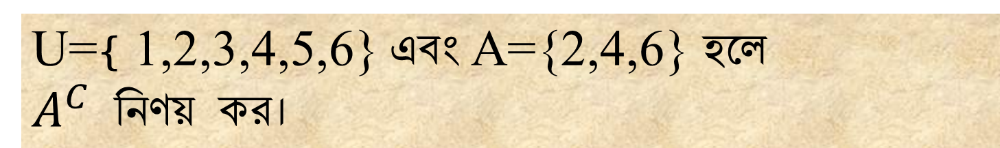 U={ 1,2,3,4,5,6} এবং A={2,4,6} হলে
A^C নিণয় কর।